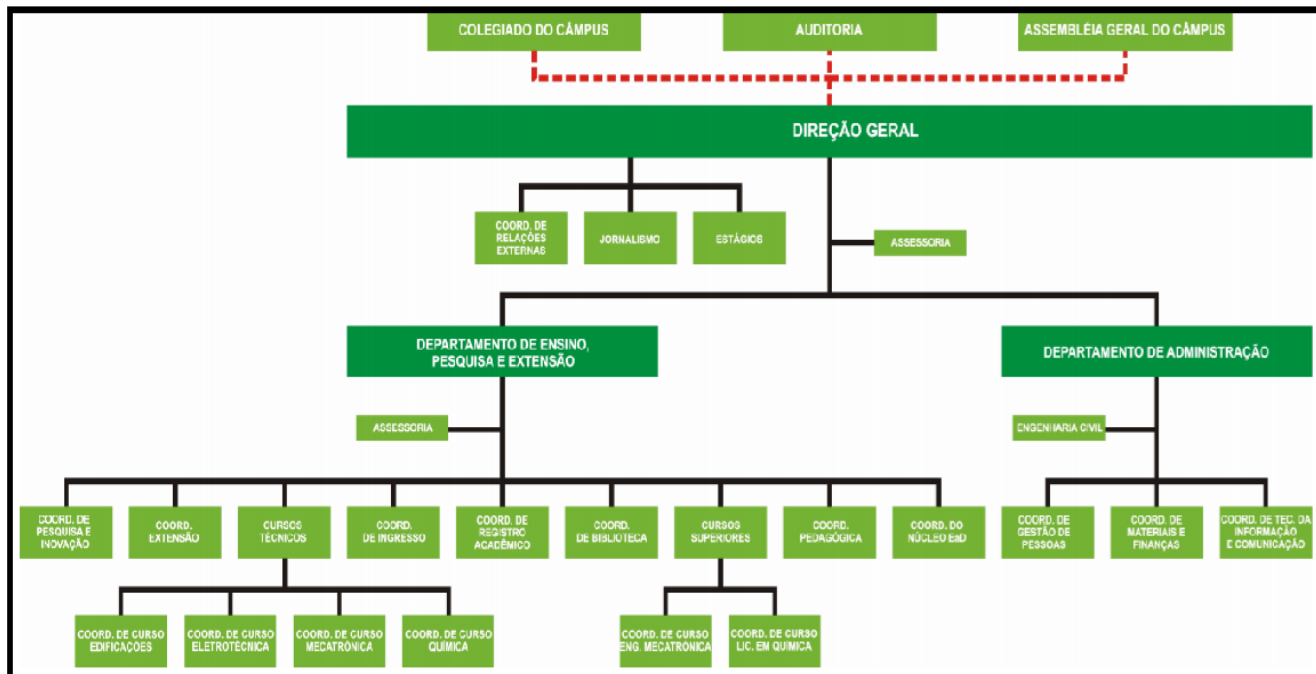 COLEGIADO DO CÂMPUS
AUDITORIA
ASSEMBLÉIA GERAL DO CÂMPUS
DIREÇÃO GERAL
COORD. DE
RELAÇÕES
EXTERNAS
JORNALISMO
ESTÁGIOS
ASSESSORIA
DEPARTAMENTO DE ENSINO,
PESQUISA E EXTENSÃO
DEPARTAMENTO DE ADMINISTRAÇÃO
ASSESSORIA
ENGENHARIA CIVIL
COORD. DE
PESQUISA E
INOVAÇÃO
COORD.
EXTENSÃO
CURSOS
TÉCNICOS
COORD.
DE INGRESSO
COORD. DE
REGISTRO
ACADÊMICO
COORD.
DE BIBLIOTECA
CURSOS
SUPERIORES
COORD.
PEDAGÓGICA
COORD. DO
NÚCLEO EaD
COORD. DE
GESTÃO DE
PESSOAS
COORD. DE
MATERIAIS E
FINANÇAS
COORD. DE TEC. DA
INFORMAÇÃO
E COMUNICAÇÃO
COORD. DE CURSO
EDIFICAÇÕES
COORD. DE CURSO
ELETROTÉCNICA
COORD. DE CURSO
MECATRÔNICA
COORD. DE CURSO
QUÍMICA
COORD. DE CURSO
ENG. MECATRÔNICA
COORD. DE CURSO
LIC. EM QUÍMICA